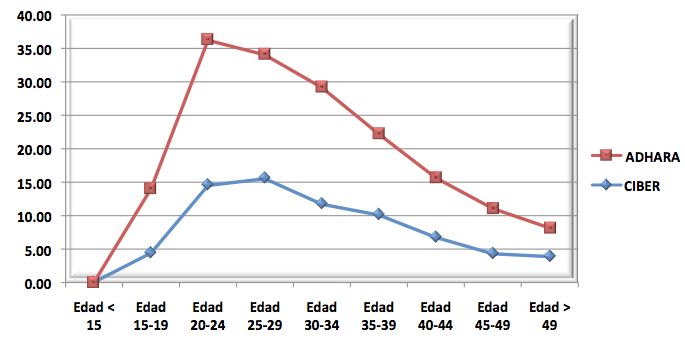 40.00
35.00
30.00
25.00
20.00
15.00
10.00
5.00
0.00
Edad < 15
Edad 15-19
Edad 20-24
Edad 25-29
Edad 30-34
Edad 35-39
Edad 40-44
Edad 45-49
Edad > 49
ADHARA
CIBER